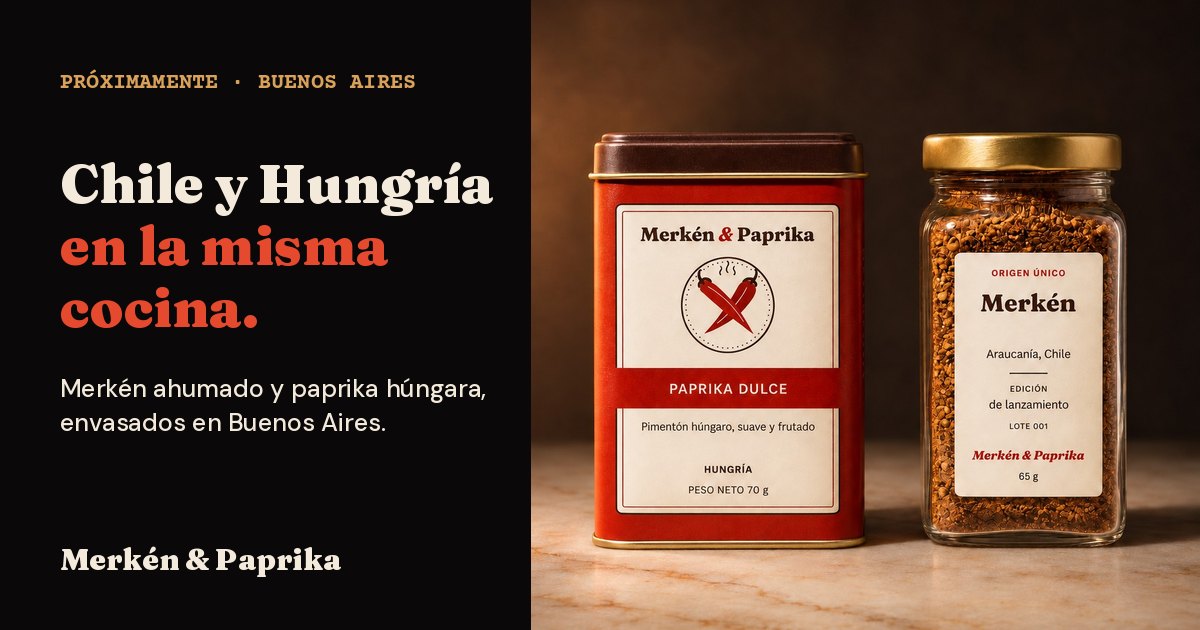 PRÓXIMAMENTE · BUENOS AIRES
Chile y Hungría
en la misma
cocina.
Merkén ahumado y paprika húngara,
envasados en Buenos Aires.
Merkén & Paprika
Merkén & Paprika
PAPRIKA DULCE
Pimentón húngaro, suave y frutado
HUNGRÍA
PESO NETO 70 g
ORIGEN ÚNICO
Merkén
Araucanía, Chile
EDICIÓN
de lanzamiento
LOTE 001
Merkén & Paprika
65 g